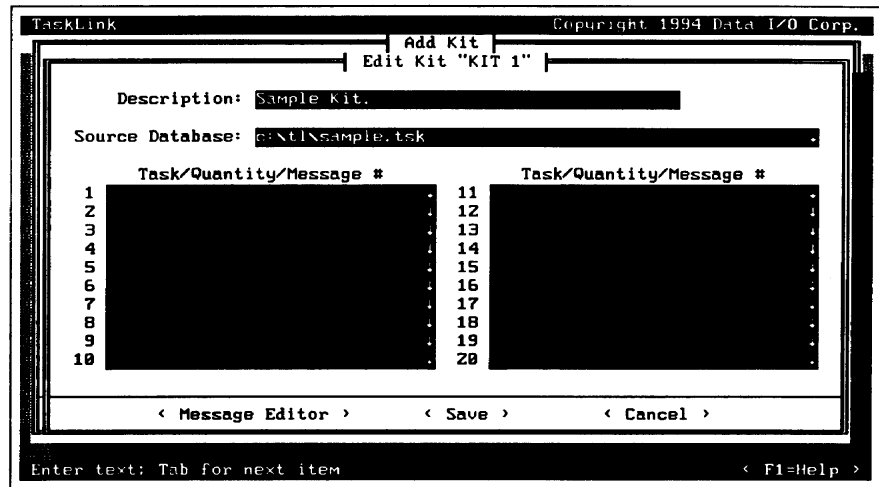 TaskLink Copyright 1994 Data I/O Corp.
Add Kit
Edit Kit "KIT 1"
Description: Sample Kit.
Source Database: c:\tl\sample.tsk ↓
Task/Quantity/Message # Task/Quantity/Message #
1 ↓ 11 ↓
2 ↓ 12 ↓
3 ↓ 13 ↓
4 ↓ 14 ↓
5 ↓ 15 ↓
6 ↓ 16 ↓
7 ↓ 17 ↓
8 ↓ 18 ↓
9 ↓ 19 ↓
10 ↓ 20 ↓
< Message Editor > < Save > < Cancel >
Enter text: Tab for next item < F1=Help >